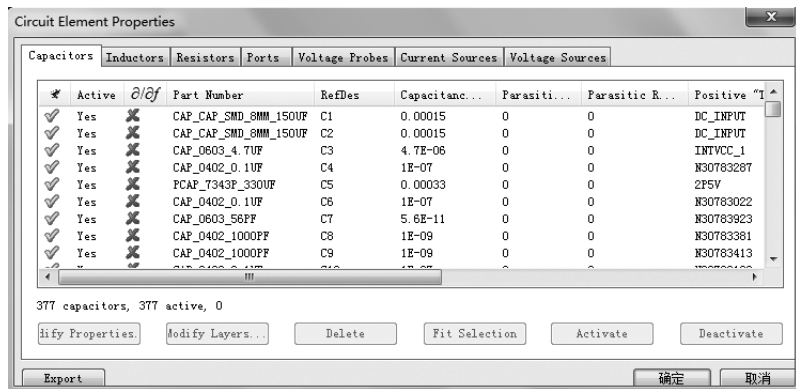 Circuit Element Properties
x
Capacitors Inductors Resistors Ports Voltage Probes Current Sources Voltage Sources
Active ∂/∂f Part Number RefDes Capacitanc... Parasiti... Parasitic R... Positive "T
Yes CAP_CAP_SMD_8MM_150UF C1 0.00015 0 0 DC_INPUT
Yes CAP_CAP_SMD_8MM_150UF C2 0.00015 0 0 DC_INPUT
Yes CAP_0603_4.7UF C3 4.7E-06 0 0 INTVCC_1
Yes CAP_0402_0.1UF C4 1E-07 0 0 N30783287
Yes PCAP_7343P_330UF C5 0.00033 0 0 2P5V
Yes CAP_0402_0.1UF C6 1E-07 0 0 N30783022
Yes CAP_0603_56PF C7 5.6E-11 0 0 N30783923
Yes CAP_0402_1000PF C8 1E-09 0 0 N30783381
Yes CAP_0402_1000PF C9 1E-09 0 0 N30783413
377 capacitors, 377 active, 0
dify Properties. Modify Layers... Delete Fit Selection Activate Deactivate
Export 确定 取消